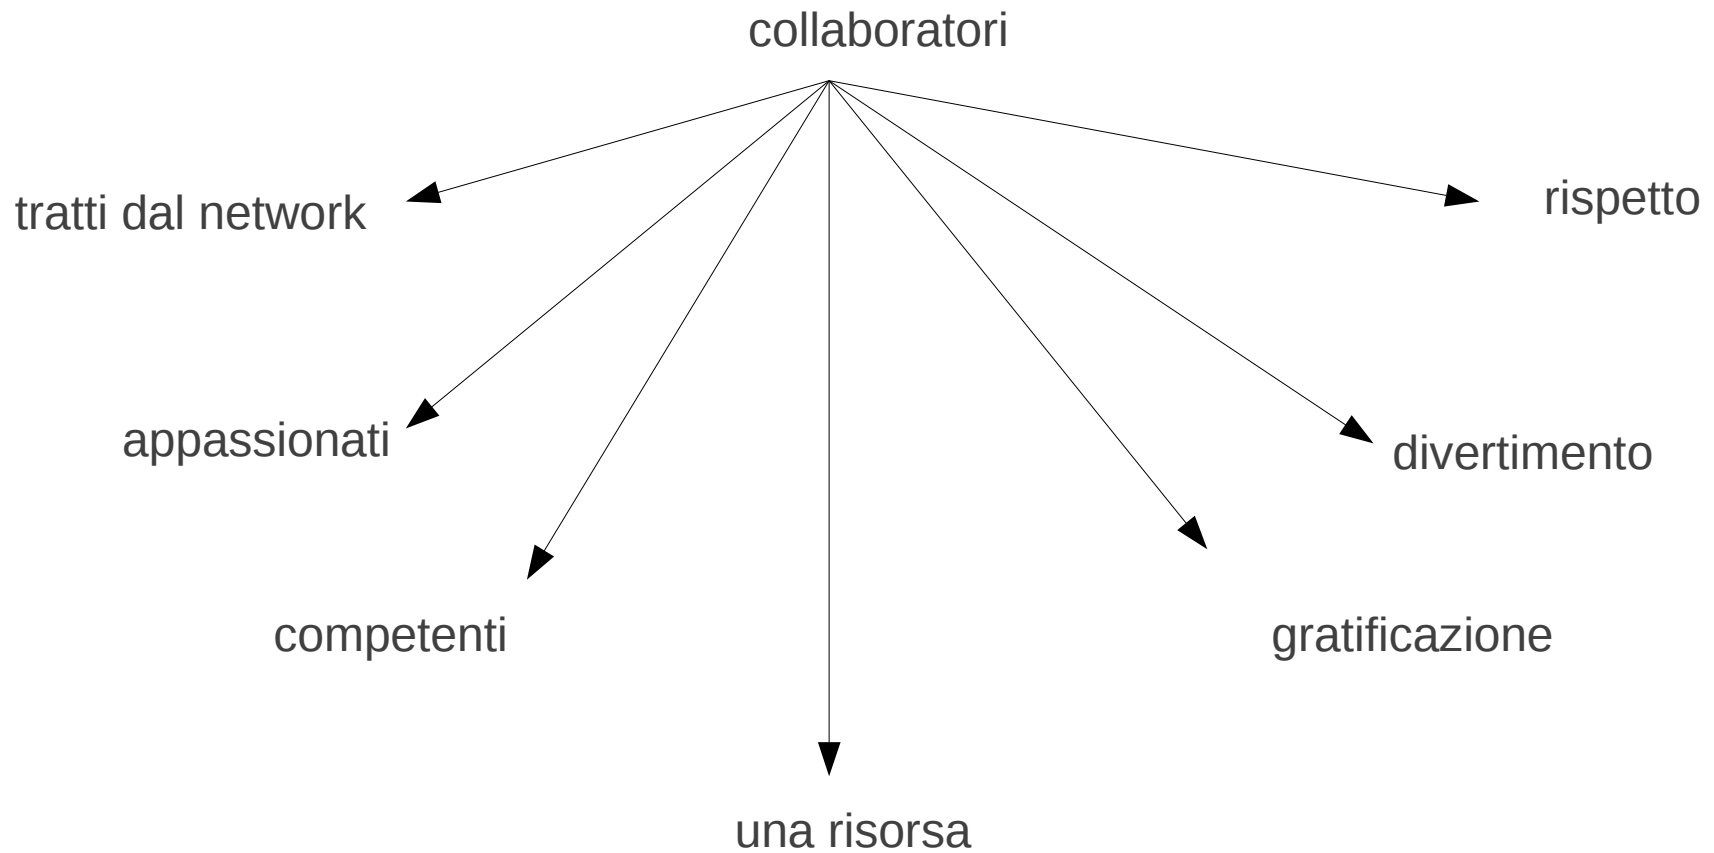 collaboratori
tratti dal network
rispetto
appassionati
divertimento
competenti
gratificazione
una risorsa